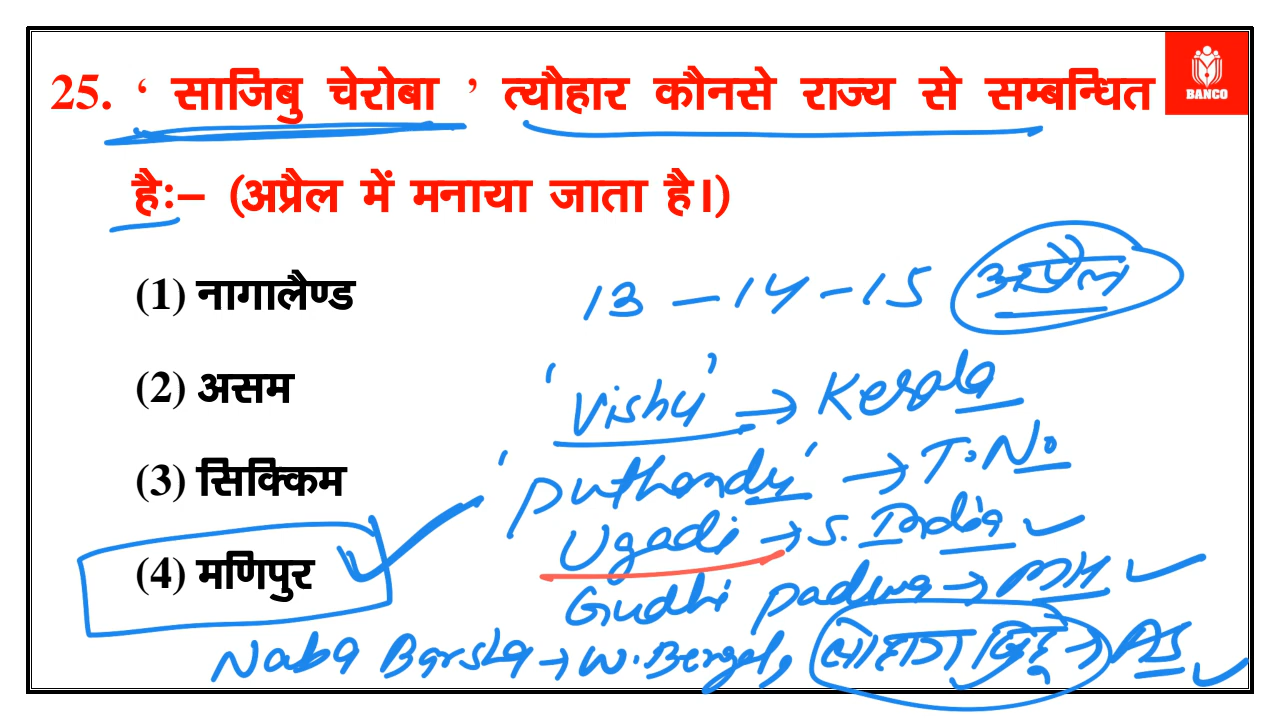 25. ‘ साजिबु चेरोबा ’ त्यौहार कौनसे राज्य से सम्बन्धित
BANCO
है:– (अप्रैल में मनाया जाता है।)
(1) नागालैण्ड
13 – 14 – 15 अप्रैल
(2) असम
'Vishu' → Kerala
(3) सिक्किम
'Puthandu' → T.N.
Ugadi → S. India
(4) मणिपुर
Gudhi padwa → MH
Naba Barsha → W. Bengal, बोहाग बिहू → AS